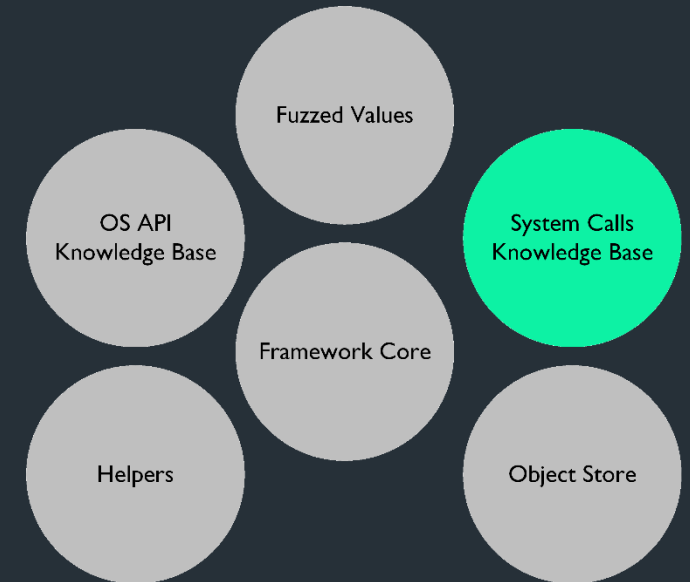 Fuzzed Values
OS API
Knowledge Base
System Calls
Knowledge Base
Framework Core
Helpers
Object Store